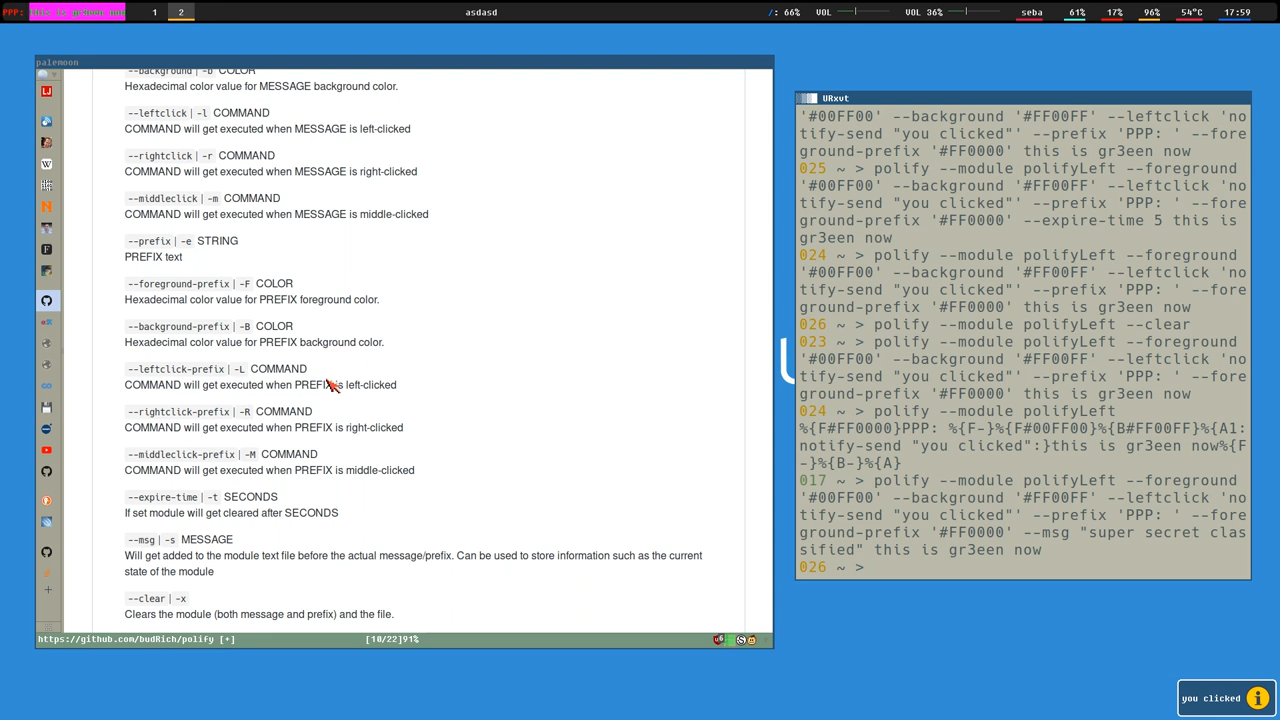 PPP: this is gr3een now 1 2 asdasd /: 66% VOL VOL 36% seba 61% 17% 96% 54°C 17:59
palemoon
--background | -b COLOR
Hexadecimal color value for MESSAGE background color.
--leftclick | -l COMMAND
COMMAND will get executed when MESSAGE is left-clicked
--rightclick | -r COMMAND
COMMAND will get executed when MESSAGE is right-clicked
--middleclick | -m COMMAND
COMMAND will get executed when MESSAGE is middle-clicked
--prefix | -e STRING
PREFIX text
--foreground-prefix | -F COLOR
Hexadecimal color value for PREFIX foreground color.
--background-prefix | -B COLOR
Hexadecimal color value for PREFIX background color.
--leftclick-prefix | -L COMMAND
COMMAND will get executed when PREFIX is left-clicked
--rightclick-prefix | -R COMMAND
COMMAND will get executed when PREFIX is right-clicked
--middleclick-prefix | -M COMMAND
COMMAND will get executed when PREFIX is middle-clicked
--expire-time | -t SECONDS
If set module will get cleared after SECONDS
--msg | -s MESSAGE
Will get added to the module text file before the actual message/prefix. Can be used to store information such as the current
state of the module
--clear | -x
Clears the module (both message and prefix) and the file.
https://github.com/budRich/polify [+] [10/22]91%
URxvt
'#00FF00' --background '#FF00FF' --leftclick 'no
tify-send "you clicked"' --prefix 'PPP: ' --fore
ground-prefix '#FF0000' this is gr3een now
025 ~ > polify --module polifyLeft --foreground
'#00FF00' --background '#FF00FF' --leftclick 'no
tify-send "you clicked"' --prefix 'PPP: ' --fore
ground-prefix '#FF0000' --expire-time 5 this is
gr3een now
024 ~ > polify --module polifyLeft --foreground
'#00FF00' --background '#FF00FF' --leftclick 'no
tify-send "you clicked"' --prefix 'PPP: ' --fore
ground-prefix '#FF0000' this is gr3een now
026 ~ > polify --module polifyLeft --clear
023 ~ > polify --module polifyLeft --foreground
'#00FF00' --background '#FF00FF' --leftclick 'no
tify-send "you clicked"' --prefix 'PPP: ' --fore
ground-prefix '#FF0000' this is gr3een now
024 ~ > polify --module polifyLeft
%{F#FF0000}PPP: %{F-}%{F#00FF00}%{B#FF00FF}%{A1:
notify-send "you clicked":}this is gr3een now%{F
-}%{B-}%{A}
017 ~ > polify --module polifyLeft --foreground
'#00FF00' --background '#FF00FF' --leftclick 'no
tify-send "you clicked"' --prefix 'PPP: ' --fore
ground-prefix '#FF0000' --msg "super secret clas
sified" this is gr3een now
026 ~ >
you clicked